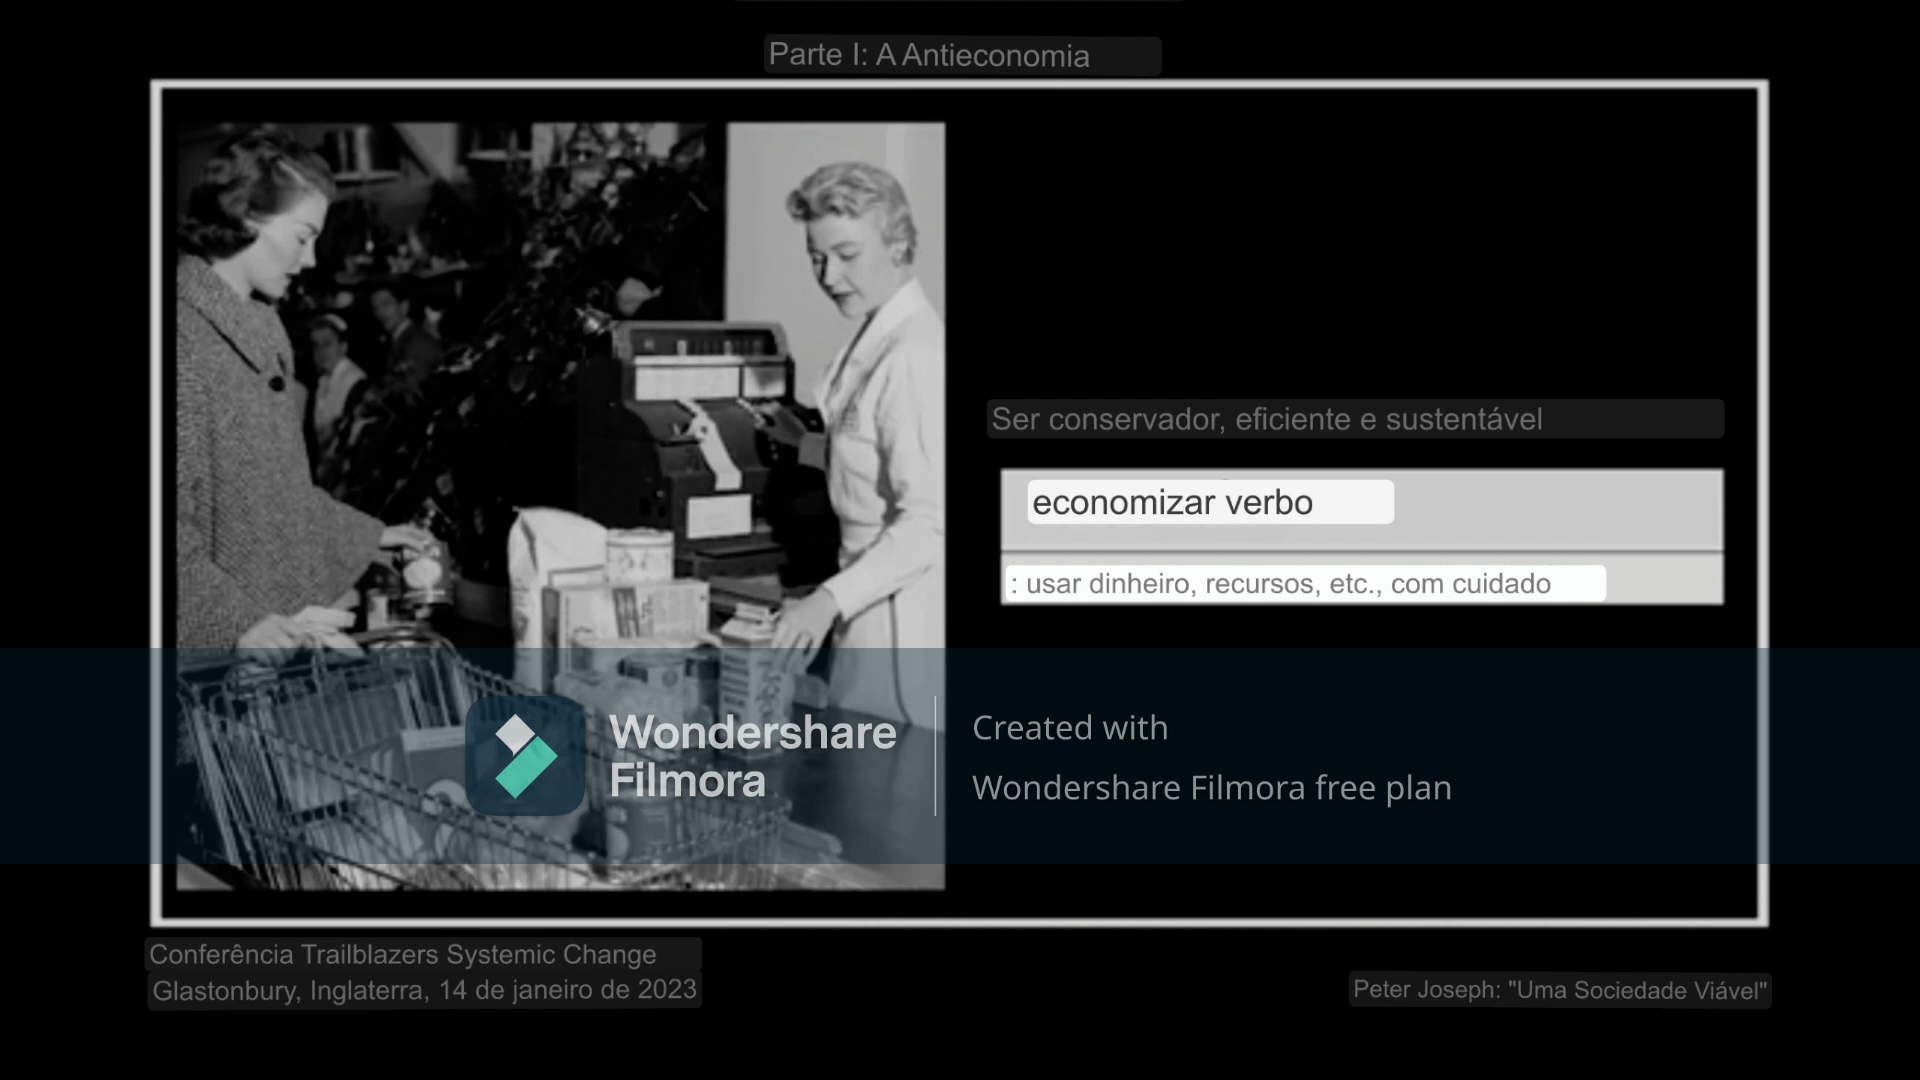 Parte I: A Antieconomia
Ser conservador, eficiente e sustentável
economizar verbo
: usar dinheiro, recursos, etc., com cuidado
Wondershare
Filmora
Created with
Wondershare Filmora free plan
Conferência Trailblazers Systemic Change
Glastonbury, Inglaterra, 14 de janeiro de 2023
Peter Joseph: "Uma Sociedade Viável"